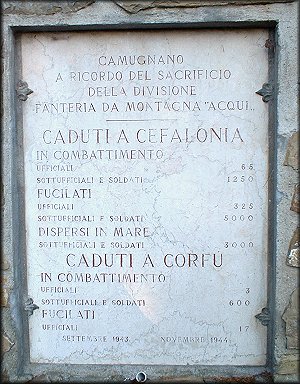 CAMUGNANO
A RICORDO DEL SACRIFICIO
DELLA DIVISIONE
FANTERIA DA MONTAGNA "ACQUI"
CADUTI A CEFALONIA
IN COMBATTIMENTO
UFFICIALI 65
SOTTUFFICIALI E SOLDATI 1250
FUCILATI
UFFICIALI 325
SOTTUFFICIALI E SOLDATI 5000
DISPERSI IN MARE
SOTTUFFICIALI E SOLDATI 3000
CADUTI A CORFU
IN COMBATTIMENTO
UFFICIALI 3
SOTTUFFICIALI E SOLDATI 600
FUCILATI
UFFICIALI 17
SETTEMBRE 1943 - NOVEMBRE 1944